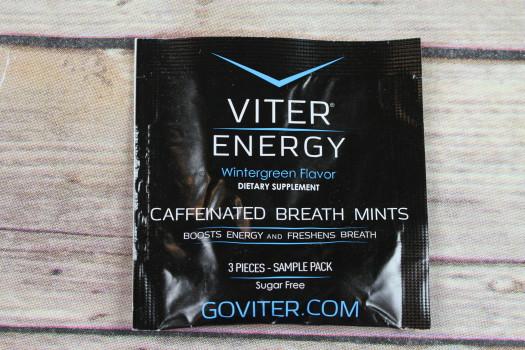 VITER®
ENERGY
Wintergreen Flavor
DIETARY SUPPLEMENT
CAFFEINATED BREATH MINTS
BOOSTS ENERGY AND FRESHENS BREATH
3 PIECES - SAMPLE PACK
Sugar Free
GOVITER.COM